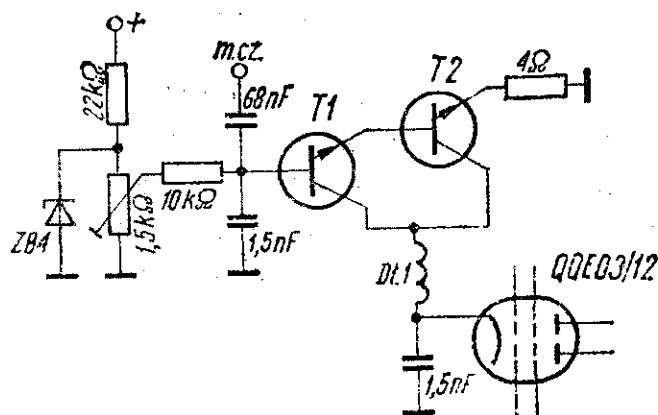 +
m.cz.
22kΩ
68nF
T1
T2
4Ω
10kΩ
1,5kΩ
1,5nF
ZB4
Dł.1
QQE03/12
1,5nF